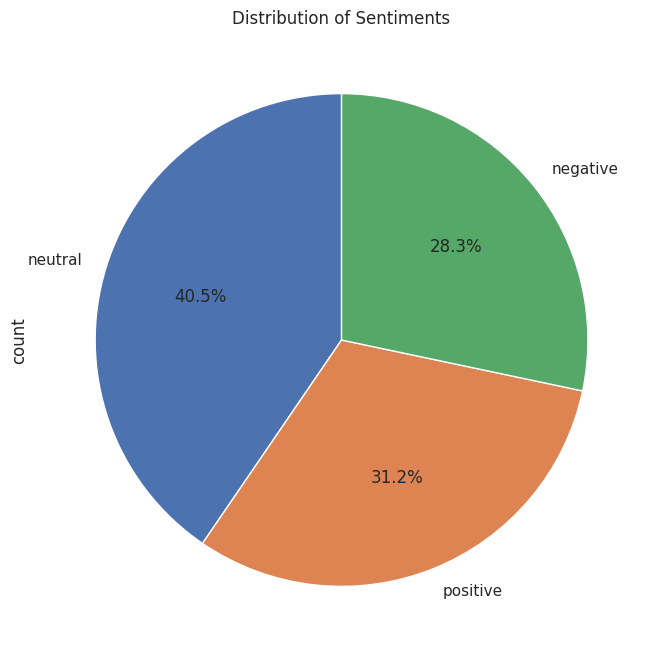 Distribution of Sentiments
negative
28.3%
neutral
40.5%
count
31.2%
positive